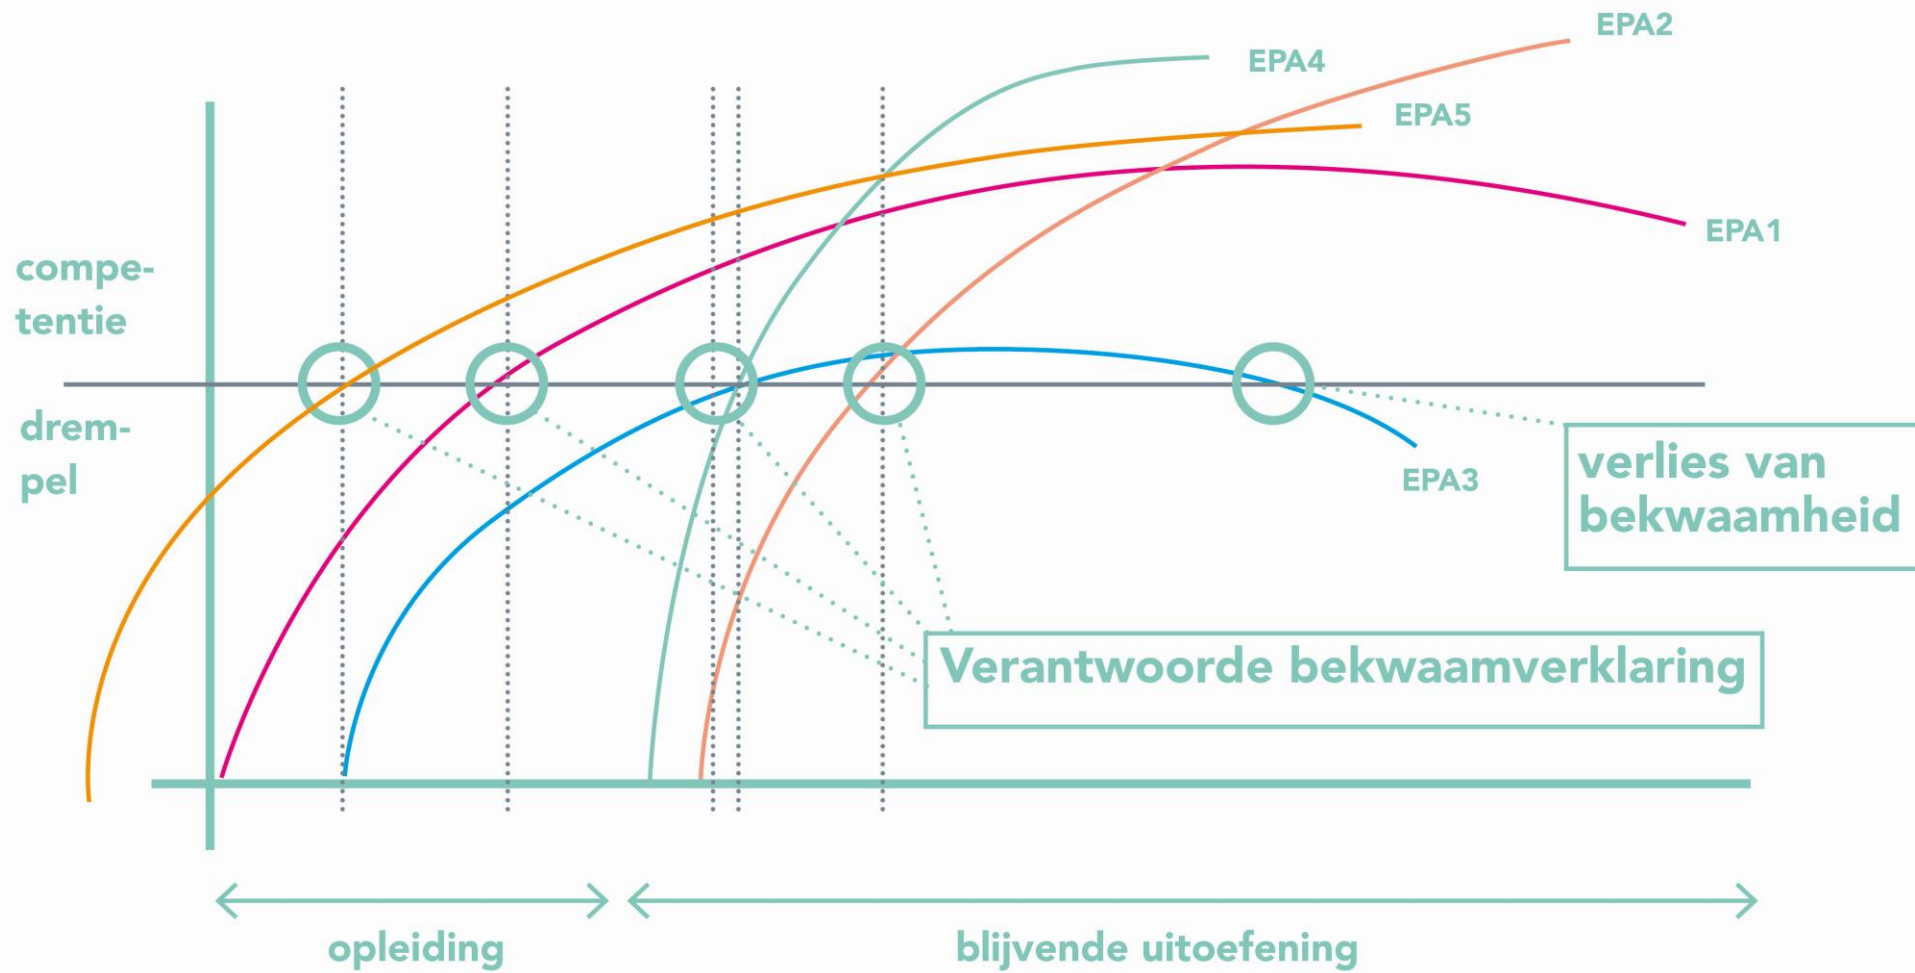 EPA2
EPA4
EPA5
EPA1
compe-
tentie
drem-
pel
EPA3
verlies van
bekwaamheid
Verantwoorde bekwaamverklaring
opleiding
blijvende uitoefening